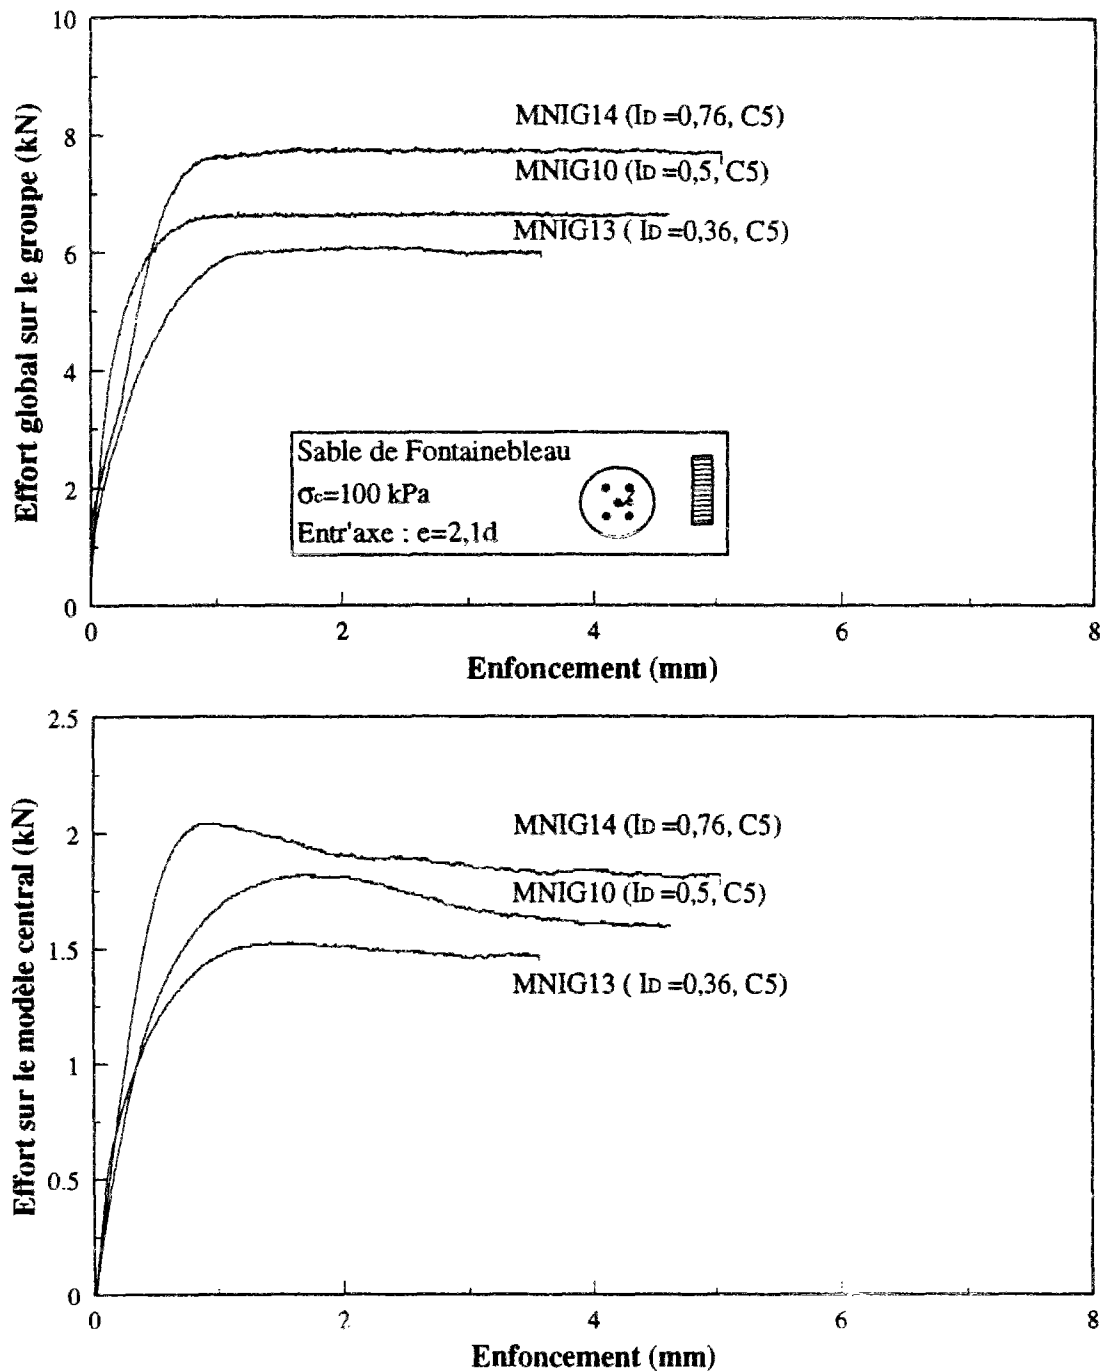 10
8
6
4
2
0
Effort global sur le groupe (kN)
MNIG14 (ID =0,76, C5)
MNIG10 (ID =0,5, C5)
MNIG13 ( ID =0,36, C5)
Sable de Fontainebleau
σc=100 kPa
Entr'axe : e=2,1d
e
0 2 4 6 8
Enfoncement (mm)
2.5
2
1.5
1
0.5
0
Effort sur le modèle central (kN)
MNIG14 (ID =0,76, C5)
MNIG10 (ID =0,5, C5)
MNIG13 ( ID =0,36, C5)
0 2 4 6 8
Enfoncement (mm)